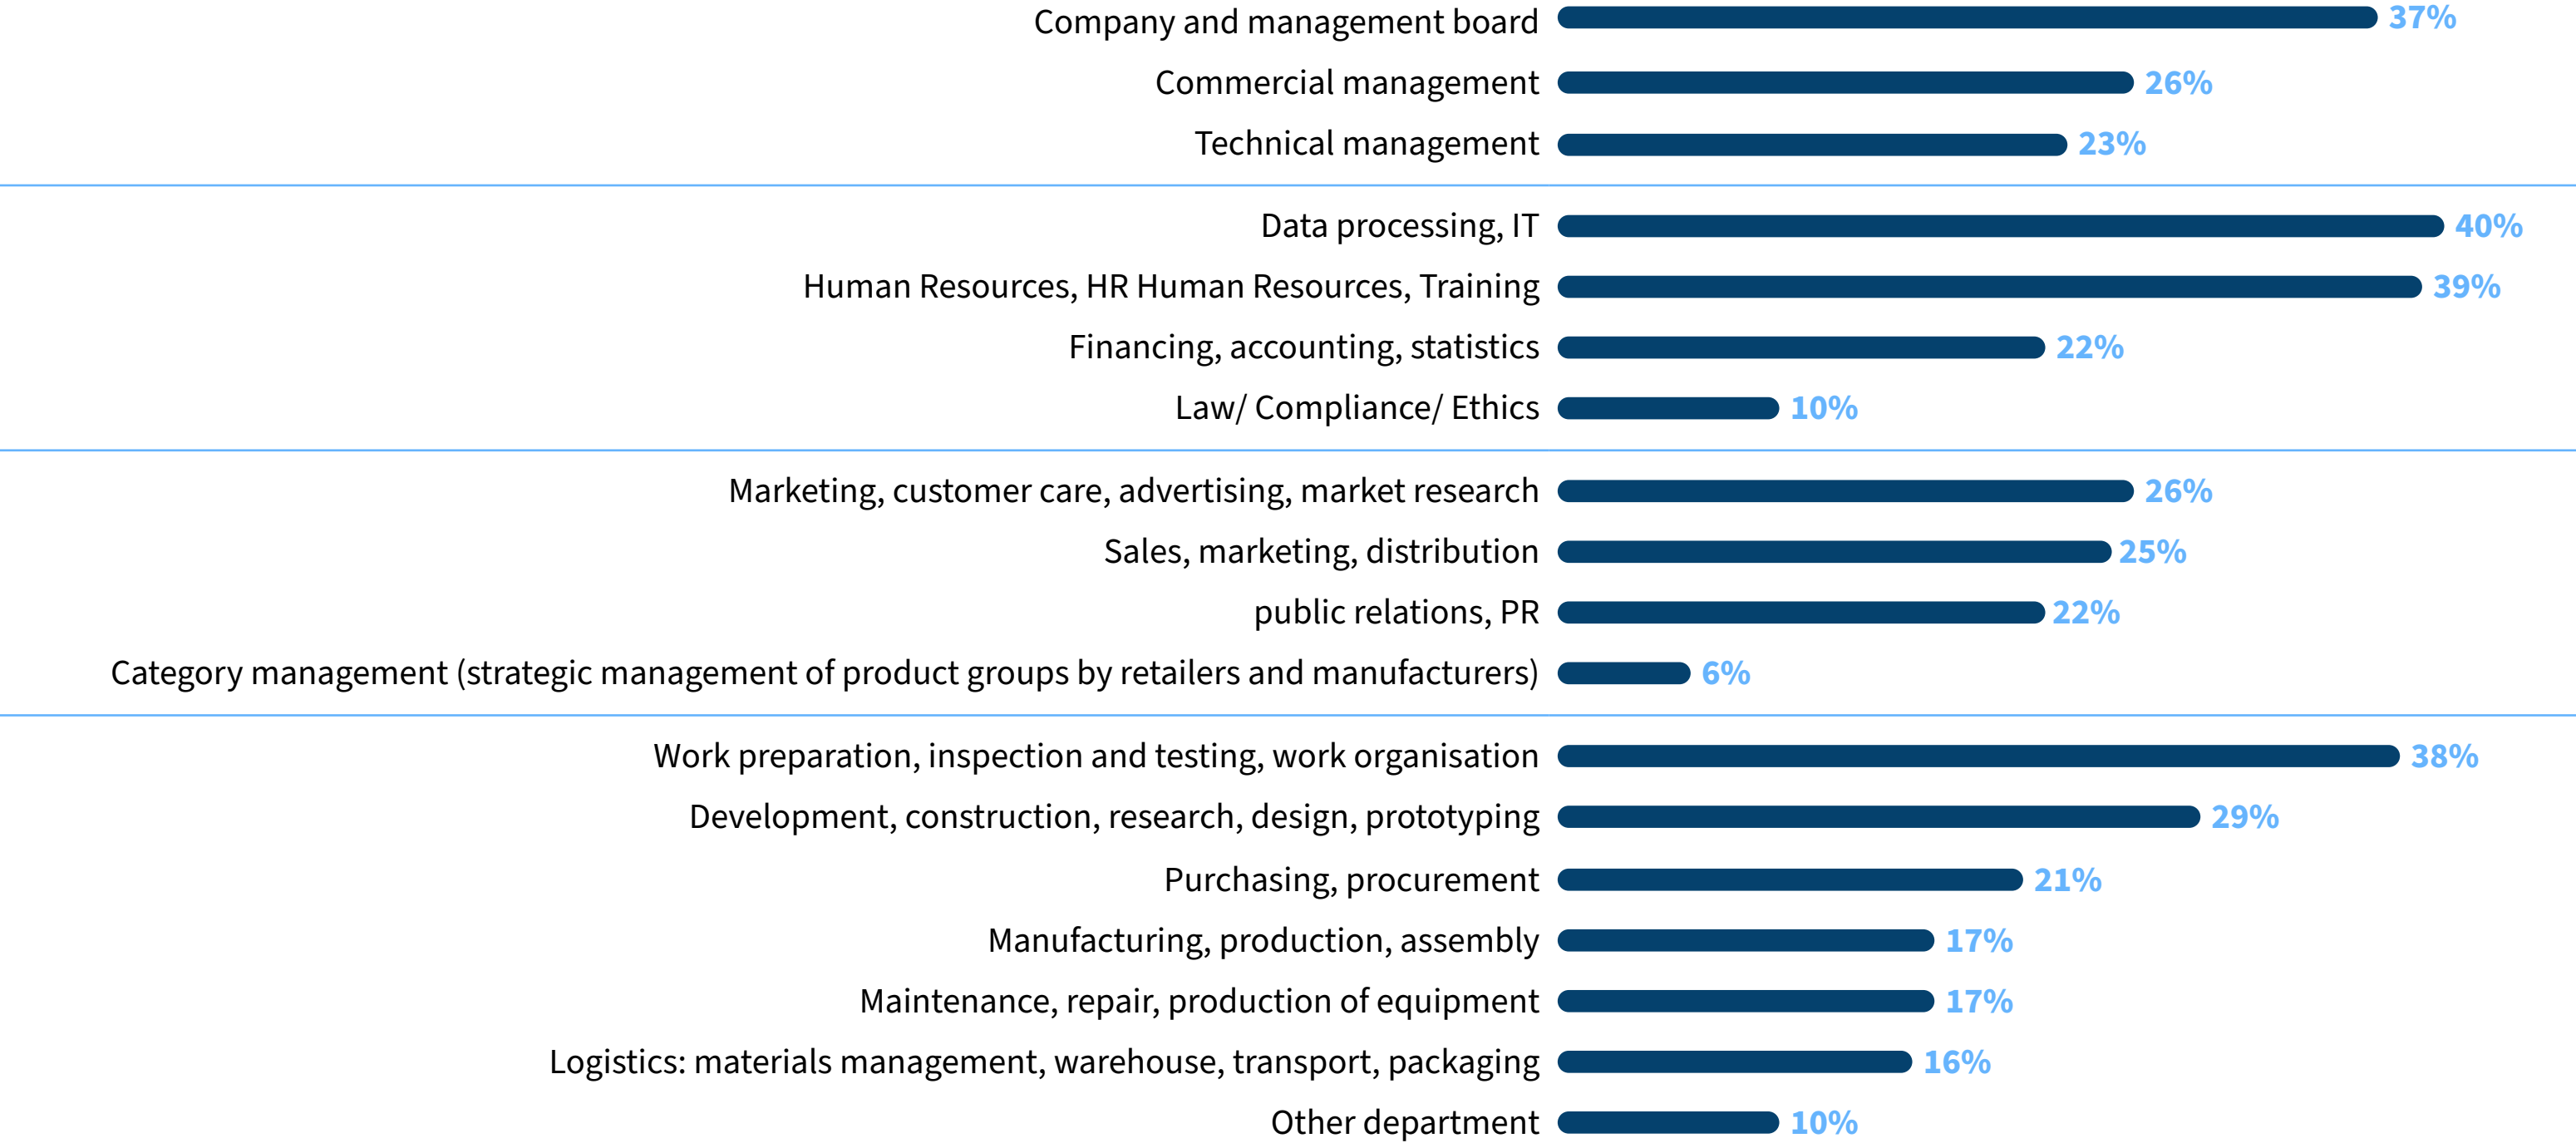 Company and management board 37%
Commercial management 26%
Technical management 23%
Data processing, IT 40%
Human Resources, HR Human Resources, Training 39%
Financing, accounting, statistics 22%
Law/ Compliance/ Ethics 10%
Marketing, customer care, advertising, market research 26%
Sales, marketing, distribution 25%
public relations, PR 22%
Category management (strategic management of product groups by retailers and manufacturers) 6%
Work preparation, inspection and testing, work organisation 38%
Development, construction, research, design, prototyping 29%
Purchasing, procurement 21%
Manufacturing, production, assembly 17%
Maintenance, repair, production of equipment 17%
Logistics: materials management, warehouse, transport, packaging 16%
Other department 10%